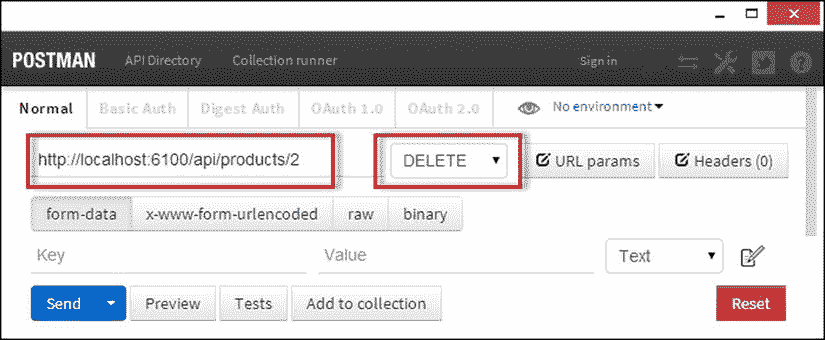 POSTMAN API Directory Collection runner Sign in
Normal Basic Auth Digest Auth OAuth 1.0 OAuth 2.0 No environment
http://localhost:6100/api/products/2 DELETE URL params Headers (0)
form-data x-www-form-urlencoded raw binary
Key Value Text
Send Preview Tests Add to collection Reset